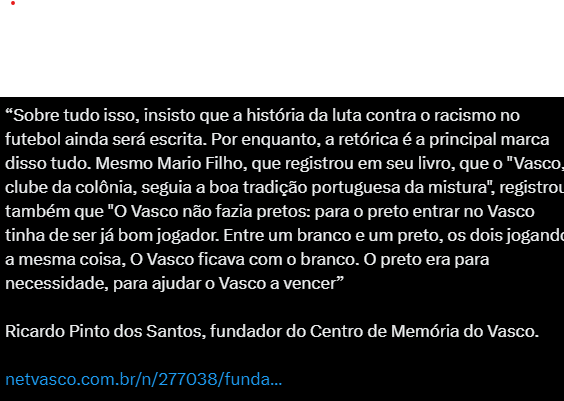 “Sobre tudo isso, insisto que a história da luta contra o racismo no
futebol ainda será escrita. Por enquanto, a retórica é a principal marca
disso tudo. Mesmo Mario Filho, que registrou em seu livro, que o "Vasco,
clube da colônia, seguia a boa tradição portuguesa da mistura", registrou
também que "O Vasco não fazia pretos: para o preto entrar no Vasco
tinha de ser já bom jogador. Entre um branco e um preto, os dois jogando
a mesma coisa, O Vasco ficava com o branco. O preto era para
necessidade, para ajudar o Vasco a vencer”
Ricardo Pinto dos Santos, fundador do Centro de Memória do Vasco.
netvasco.com.br/n/277038/funda...